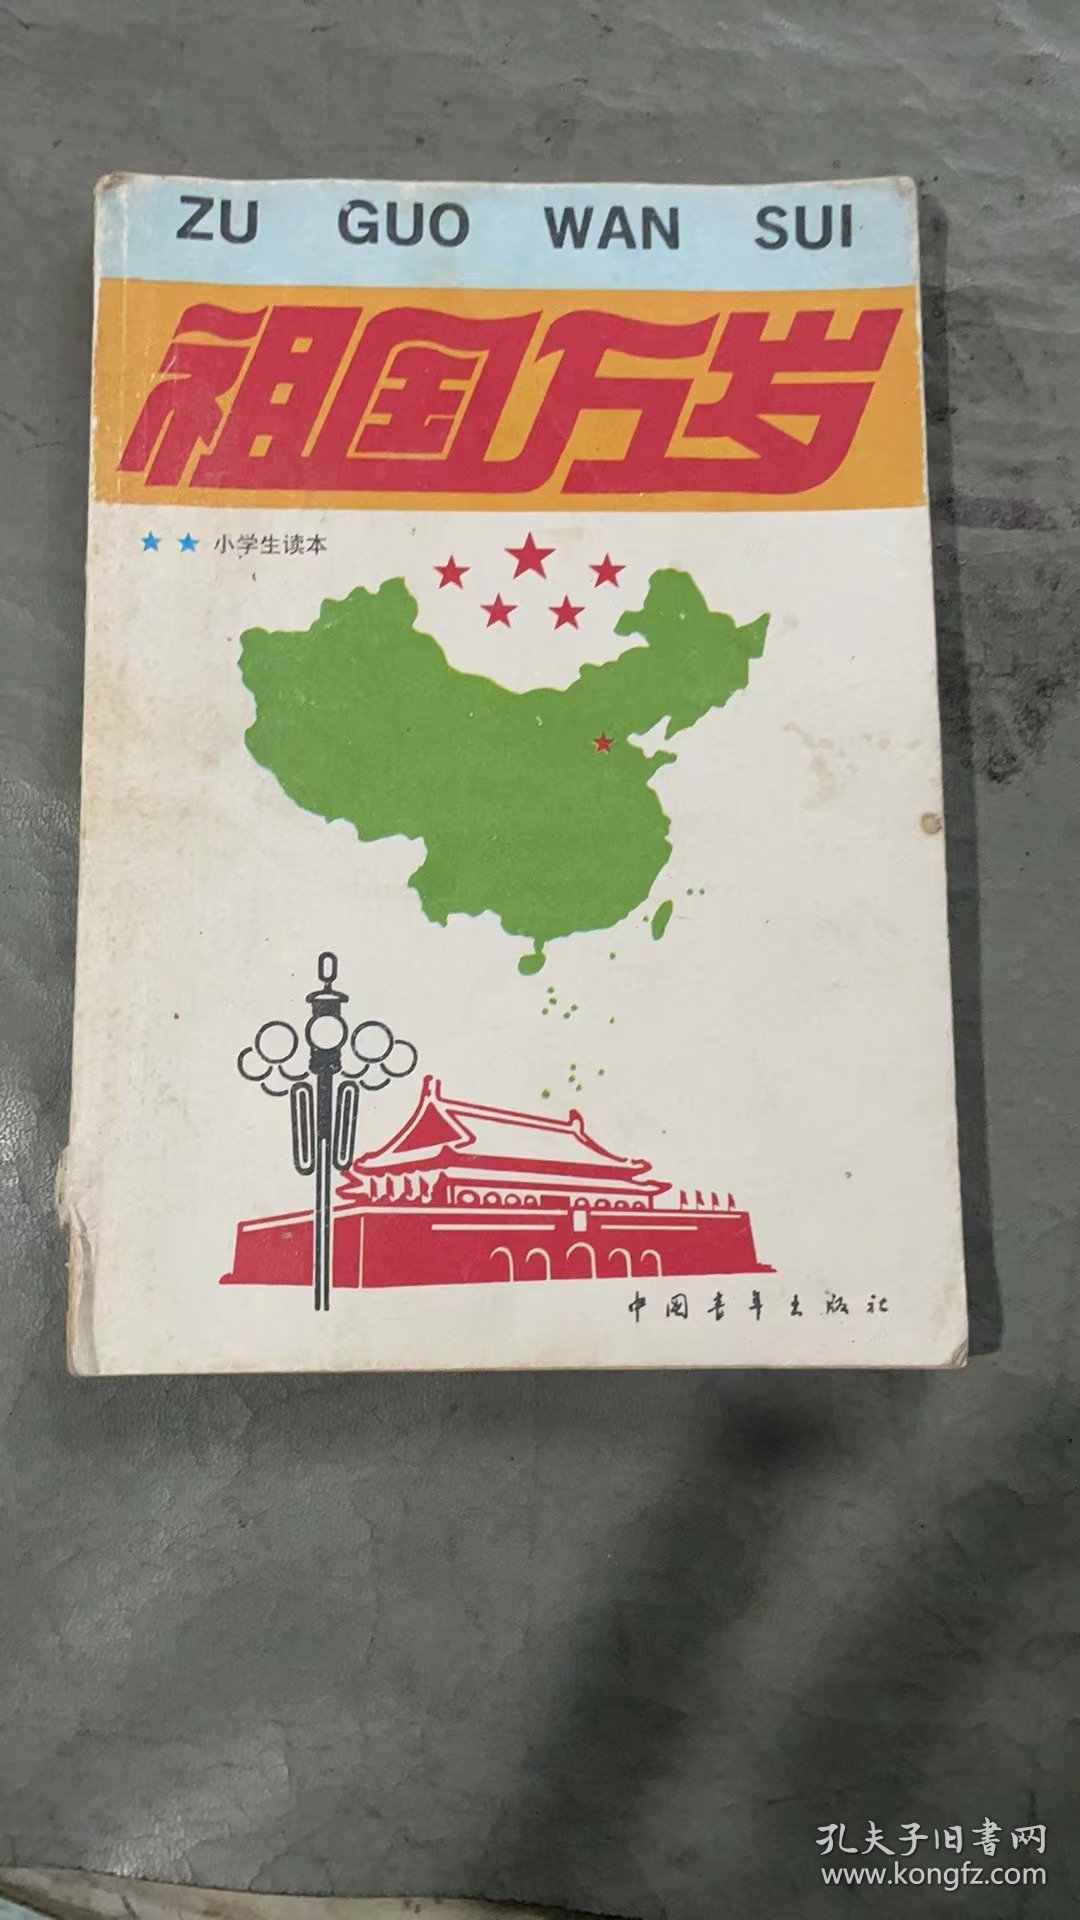 ZU GUO WAN SUI
祖国万岁
小学生读本
中国青年出版社
孔夫子旧書网
www.kongfz.com